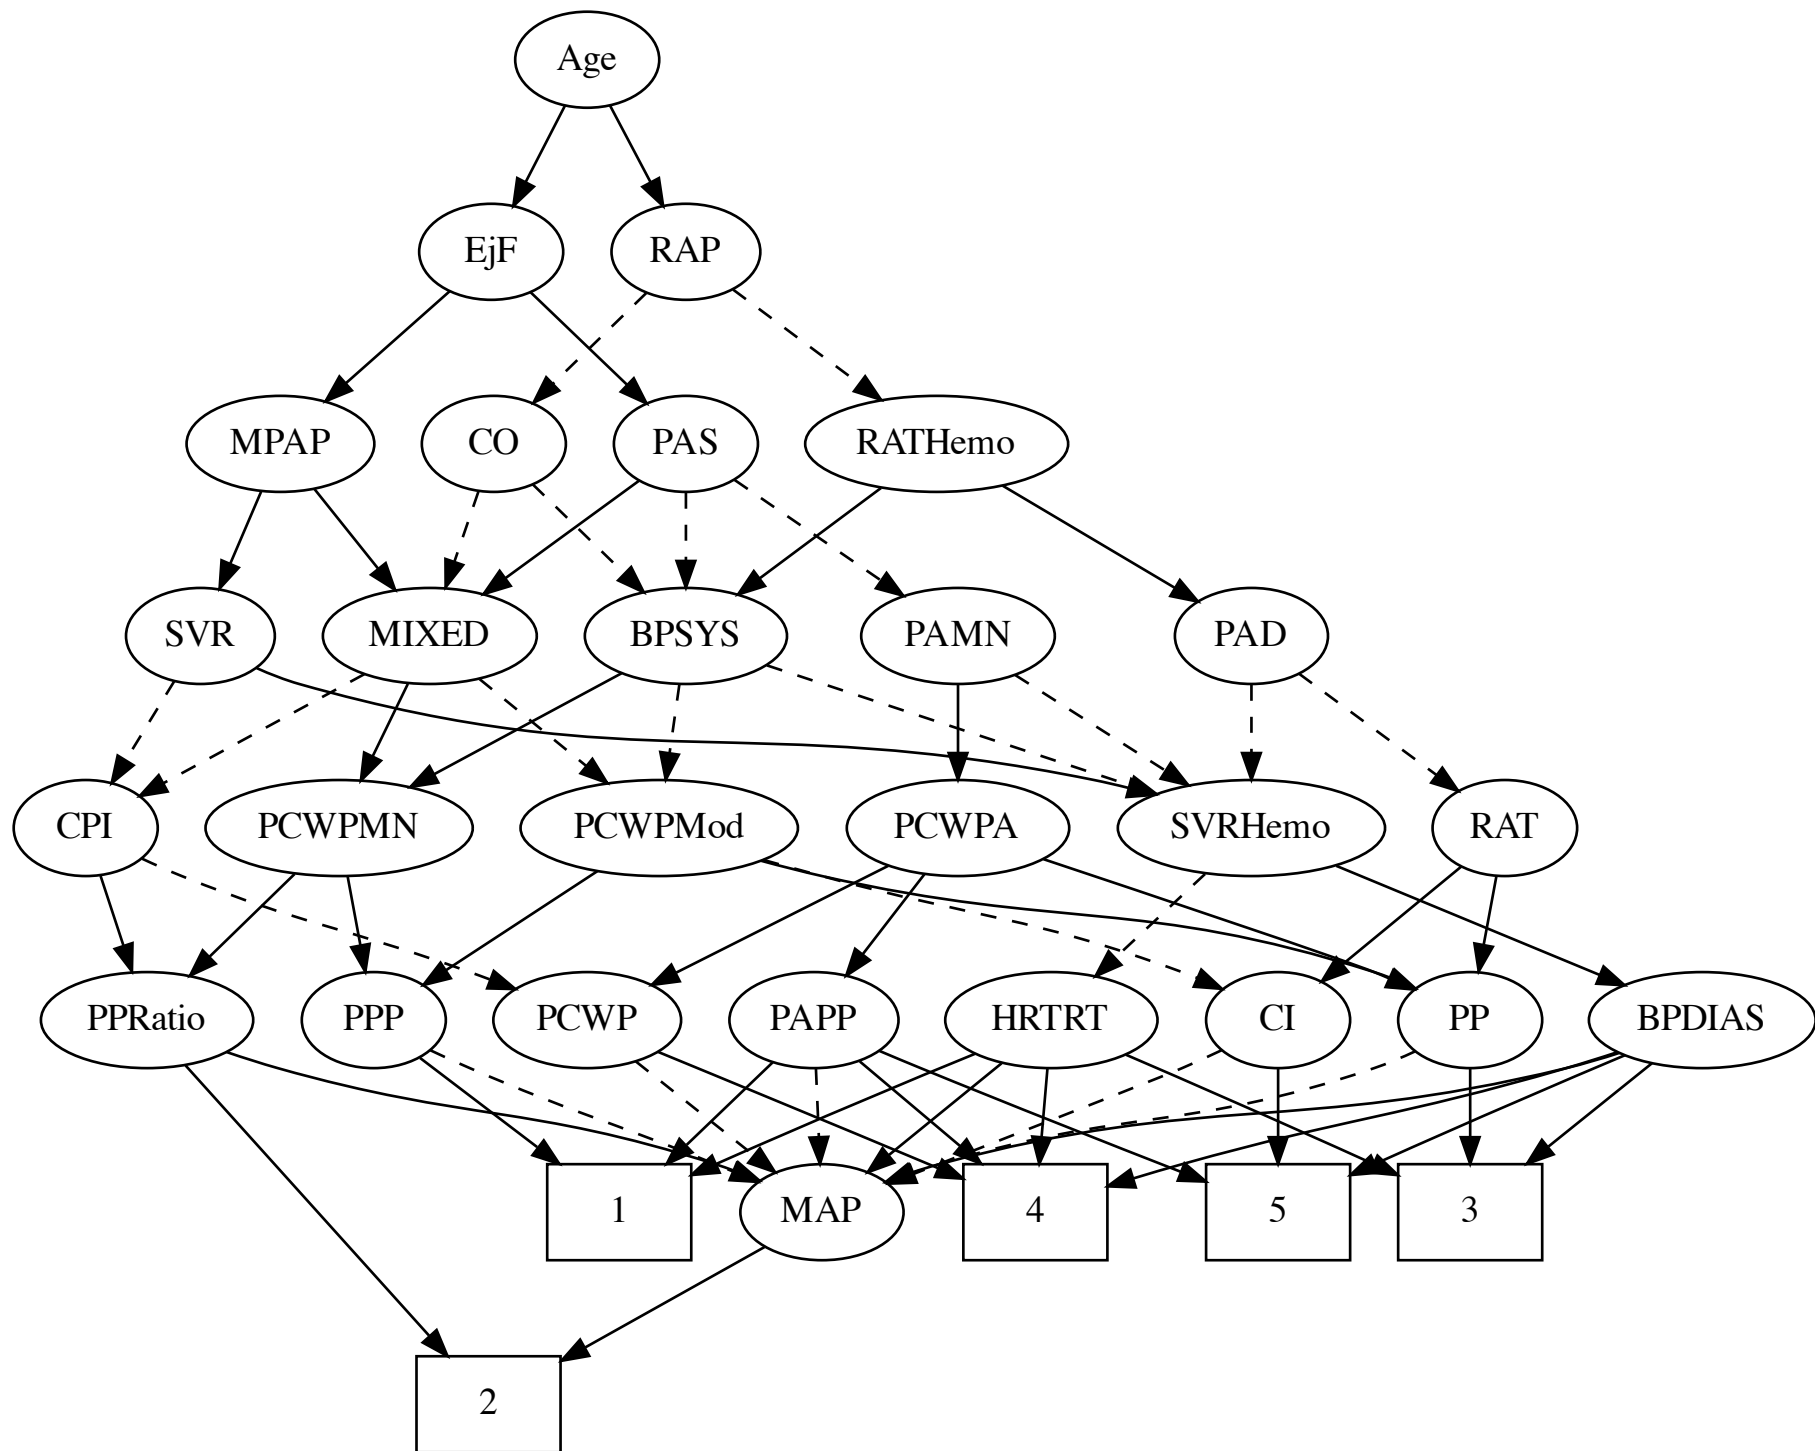 Age
EjF
RAP
MPAP
CO
PAS
RATHemo
SVR
MIXED
BPSYS
PAMN
PAD
CPI
PCWPMN
PCWPMod
PCWPA
SVRHemo
RAT
PPRatio
PPP
PCWP
PAPP
HRTRT
CI
PP
BPDIAS
1
MAP
4
5
3
2